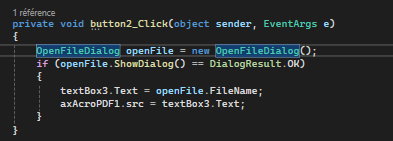 1 référence
private void button2_Click(object sender, EventArgs e)
{
OpenFileDialog openFile = new OpenFileDialog();
if (openFile.ShowDialog() == DialogResult.OK)
{
textBox3.Text = openFile.FileName;
axAcroPDF1.src = textBox3.Text;
}
}